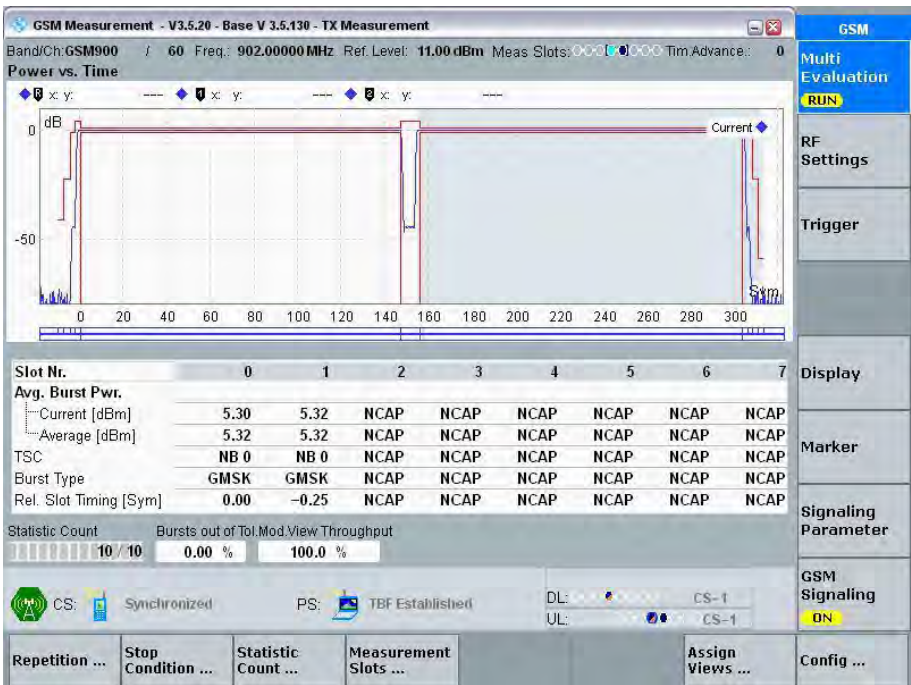 GSM Measurement - V3.5.20 - Base V 3.5.130 - TX Measurement
GSM
Band/Ch:GSM900 / 60 Freq.: 902.00000 MHz Ref. Level: 11.00 dBm Meas Slots: Tim.Advance.: 0
Power vs. Time
Multi Evaluation
RUN
R x: y: --- 1 x: y: --- 2 x: y: ---
dB
Current
0
-50
Sym
0 20 40 60 80 100 120 140 160 180 200 220 240 260 280 300
RF Settings
Trigger
Slot Nr. 0 1 2 3 4 5 6 7
Avg. Burst Pwr.
Current [dBm] 5.30 5.32 NCAP NCAP NCAP NCAP NCAP NCAP
Average [dBm] 5.32 5.32 NCAP NCAP NCAP NCAP NCAP NCAP
TSC NB 0 NB 0 NCAP NCAP NCAP NCAP NCAP NCAP
Burst Type GMSK GMSK NCAP NCAP NCAP NCAP NCAP NCAP
Rel. Slot Timing [Sym] 0.00 -0.25 NCAP NCAP NCAP NCAP NCAP NCAP
Display
Marker
Signaling Parameter
Statistic Count Bursts out of Tol.Mod.View Throughput
10 / 10 0.00 % 100.0 %
CS: Synchronized PS: TBF Established
DL: CS-1
UL: CS-1
GSM Signaling
ON
Repetition ...
Stop Condition ...
Statistic Count ...
Measurement Slots ...
Assign Views ...
Config ...